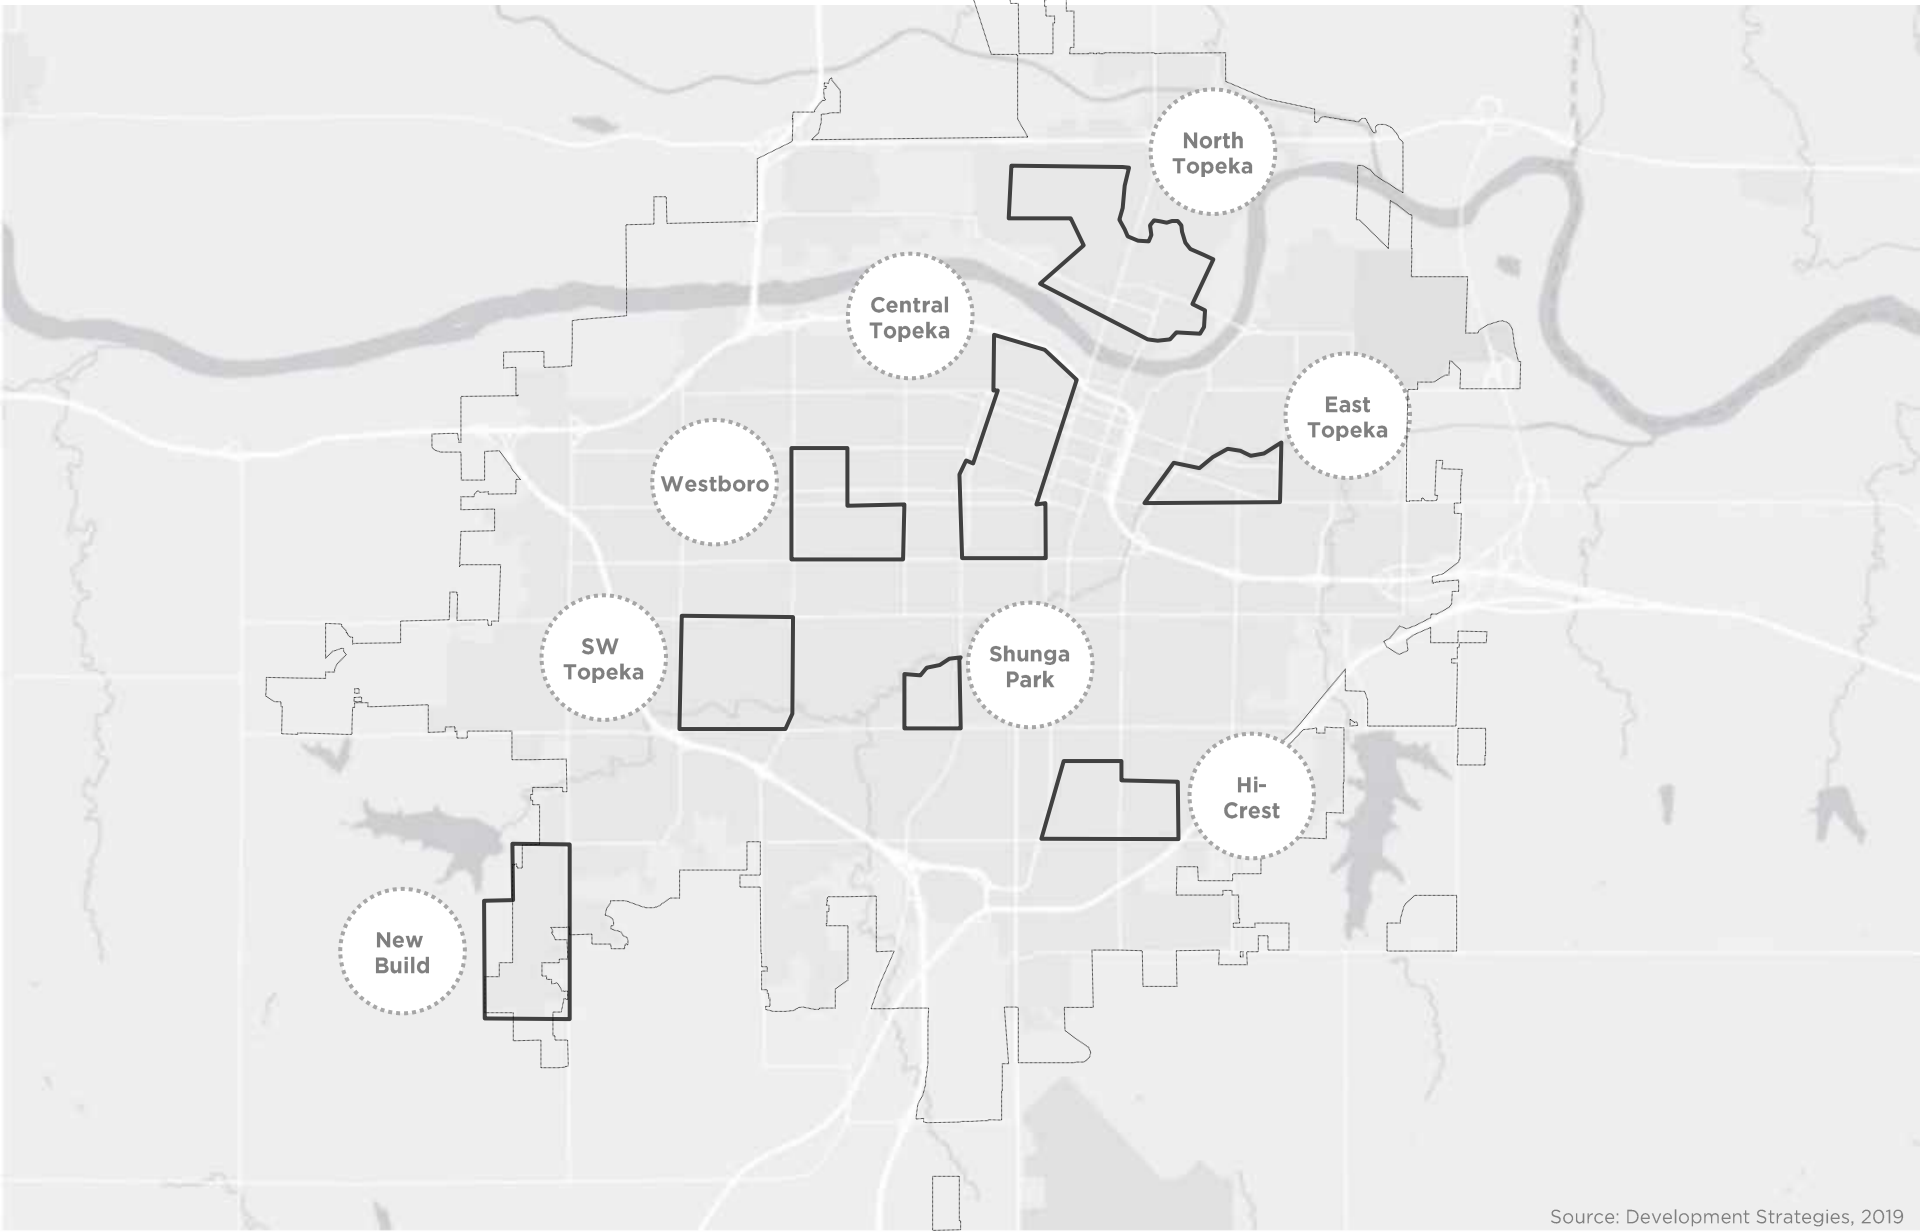 North
Topeka
Central
Topeka
East
Topeka
Westboro
SW
Topeka
Shunga
Park
Hi-
Crest
New
Build
Source: Development Strategies, 2019